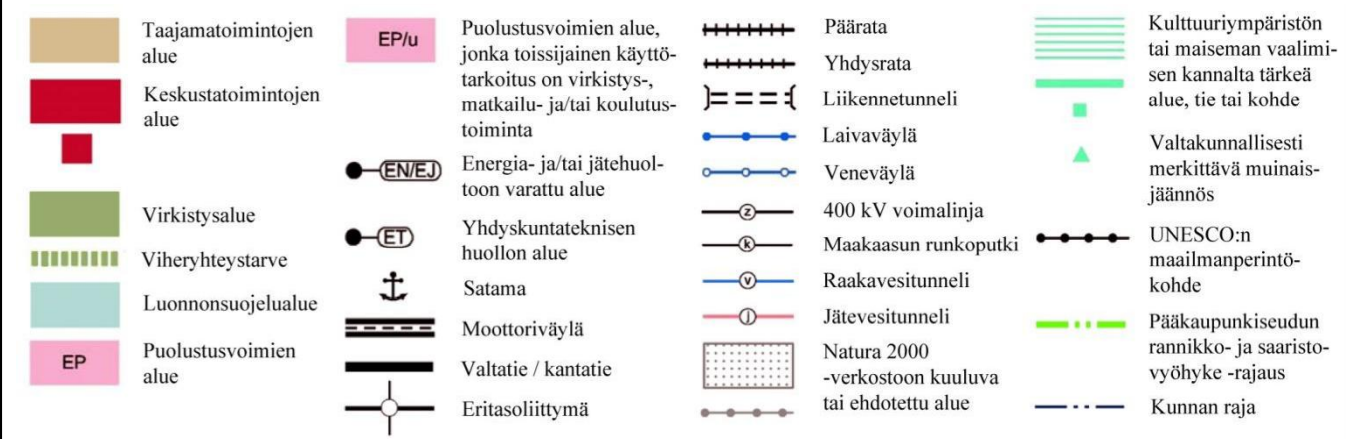 Taajamatoimintojen
alue
Keskustatoimintojen
alue
Virkistysalue
Viheryhteystarve
Luonnonsuojelualue
EP
Puolustusvoimien
alue
EP/u
Puolustusvoimien alue,
jonka toissijainen käyttö-
tarkoitus on virkistys-,
matkailu- ja/tai koulutus-
toiminta
EN/EJ
Energia- ja/tai jätehuol-
toon varattu alue
ET
Yhdyskuntateknisen
huollon alue
Satama
Moottoriväylä
Valtatie / kantatie
Eritasoliittymä
Päärata
Yhdysrata
Liikennetunneli
Laivaväylä
Veneväylä
z
400 kV voimalinja
k
Maakaasun runkoputki
v
Raakavesitunneli
j
Jätevesitunneli
Natura 2000
-verkostoon kuuluva
tai ehdotettu alue
Kulttuuriympäristön
tai maiseman vaalimi-
sen kannalta tärkeä
alue, tie tai kohde
Valtakunnallisesti
merkittävä muinais-
jäännös
UNESCO:n
maailmanperintö-
kohde
Pääkaupunkiseudun
rannikko- ja saaristo-
vyöhyke -rajaus
Kunnan raja